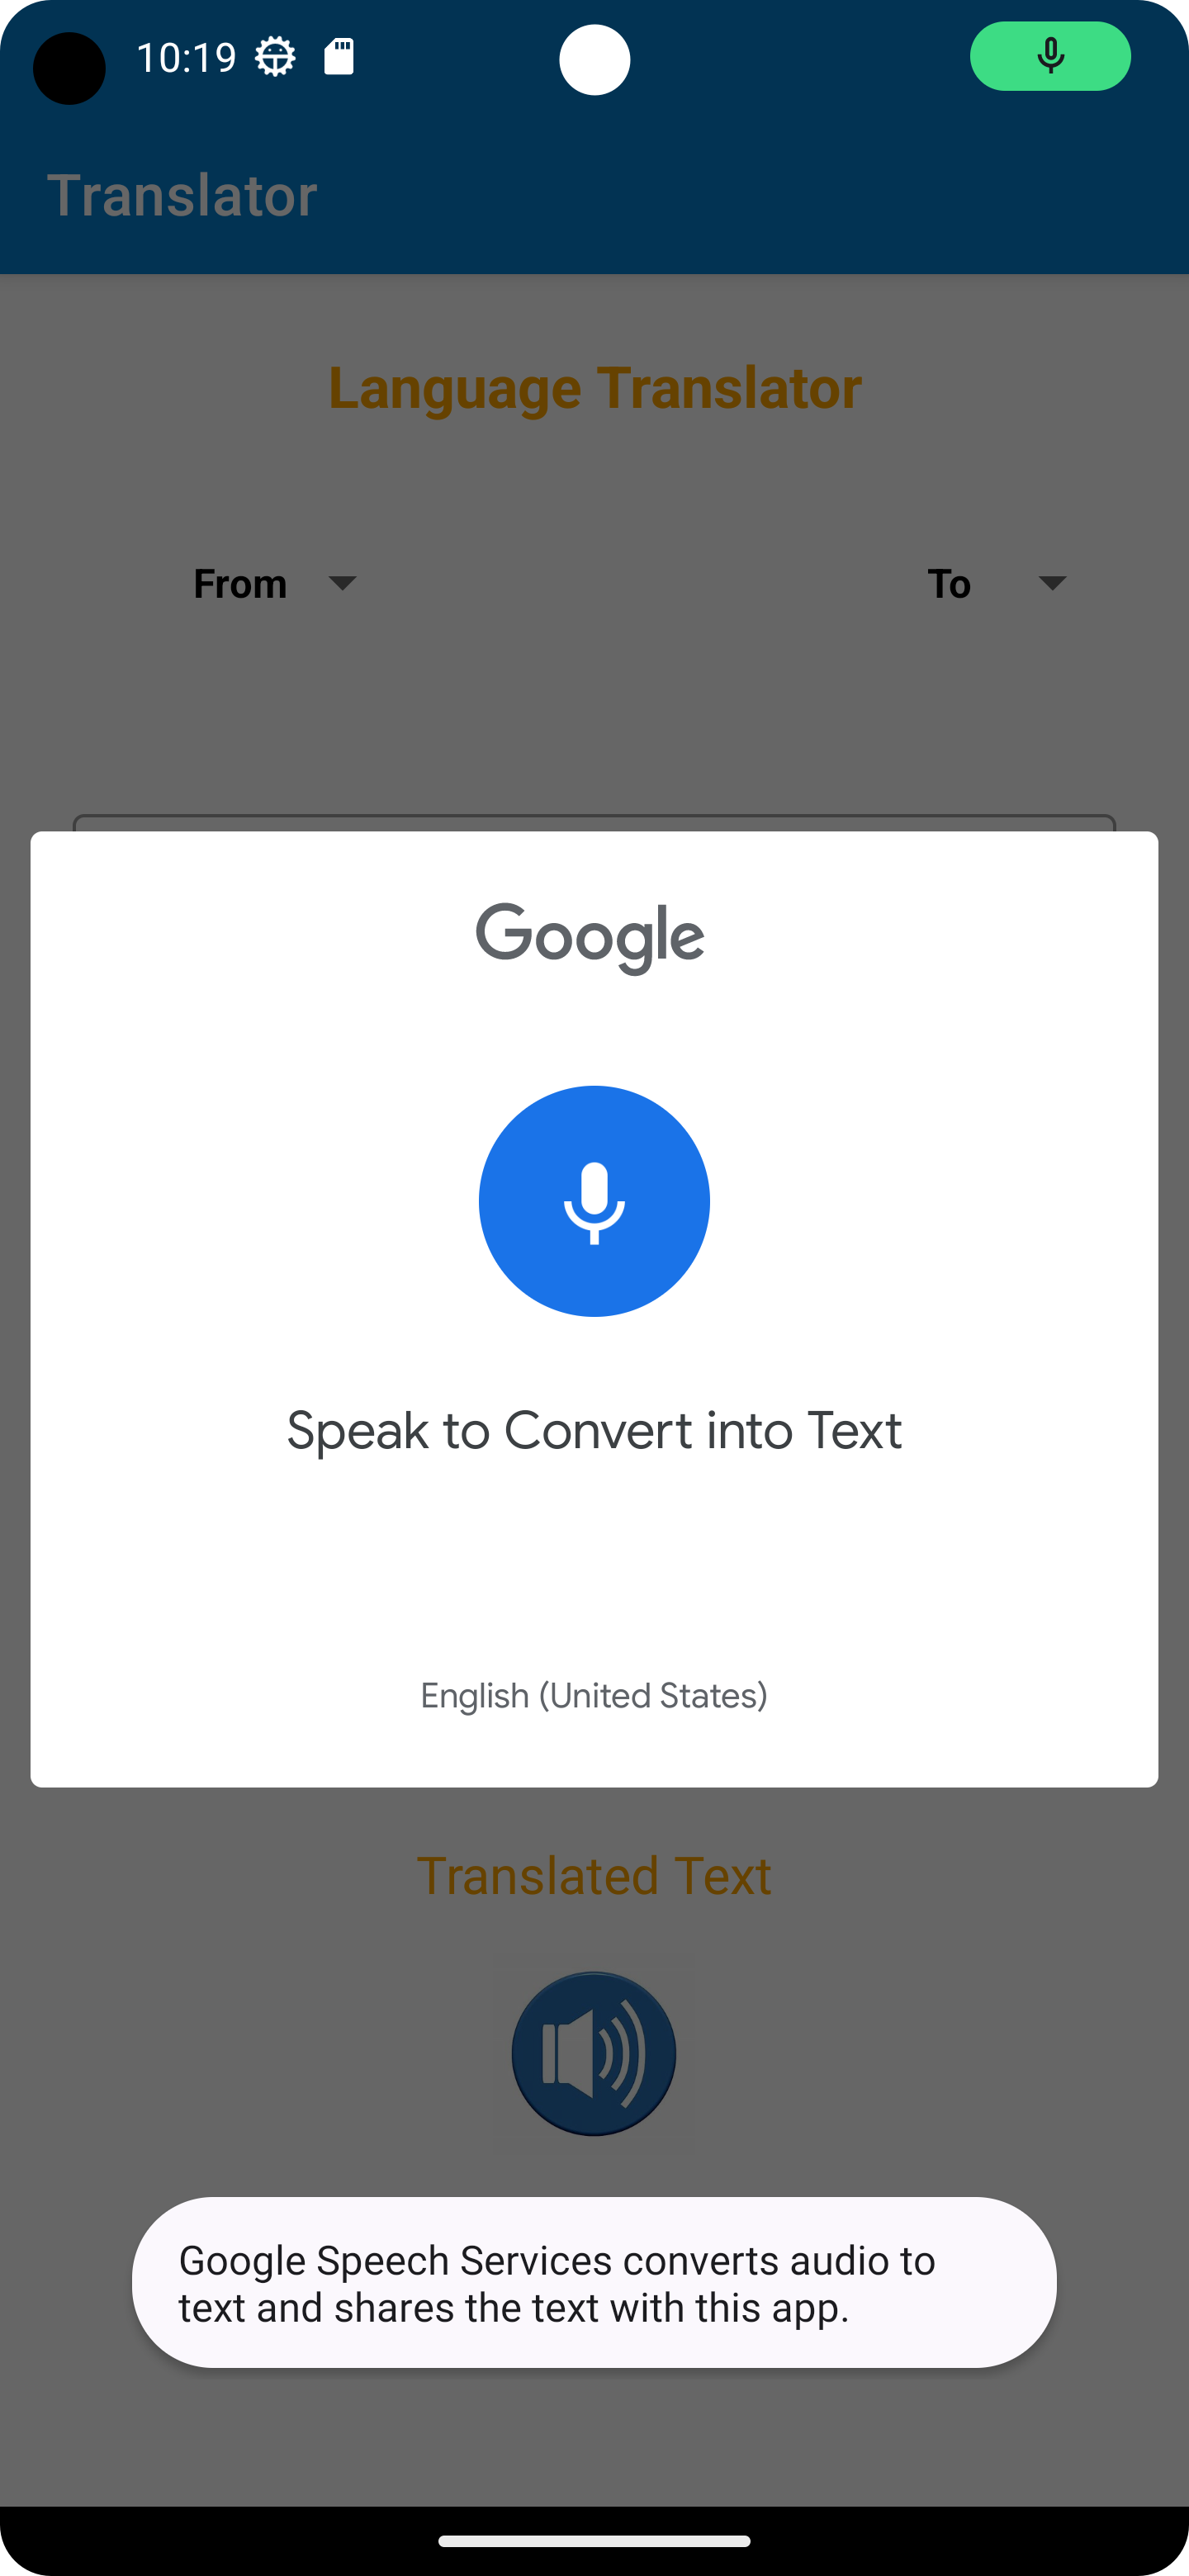 10:19
Translator
Language Translator
From
To
Google
Speak to Convert into Text
English (United States)
Translated Text
Google Speech Services converts audio to
text and shares the text with this app.